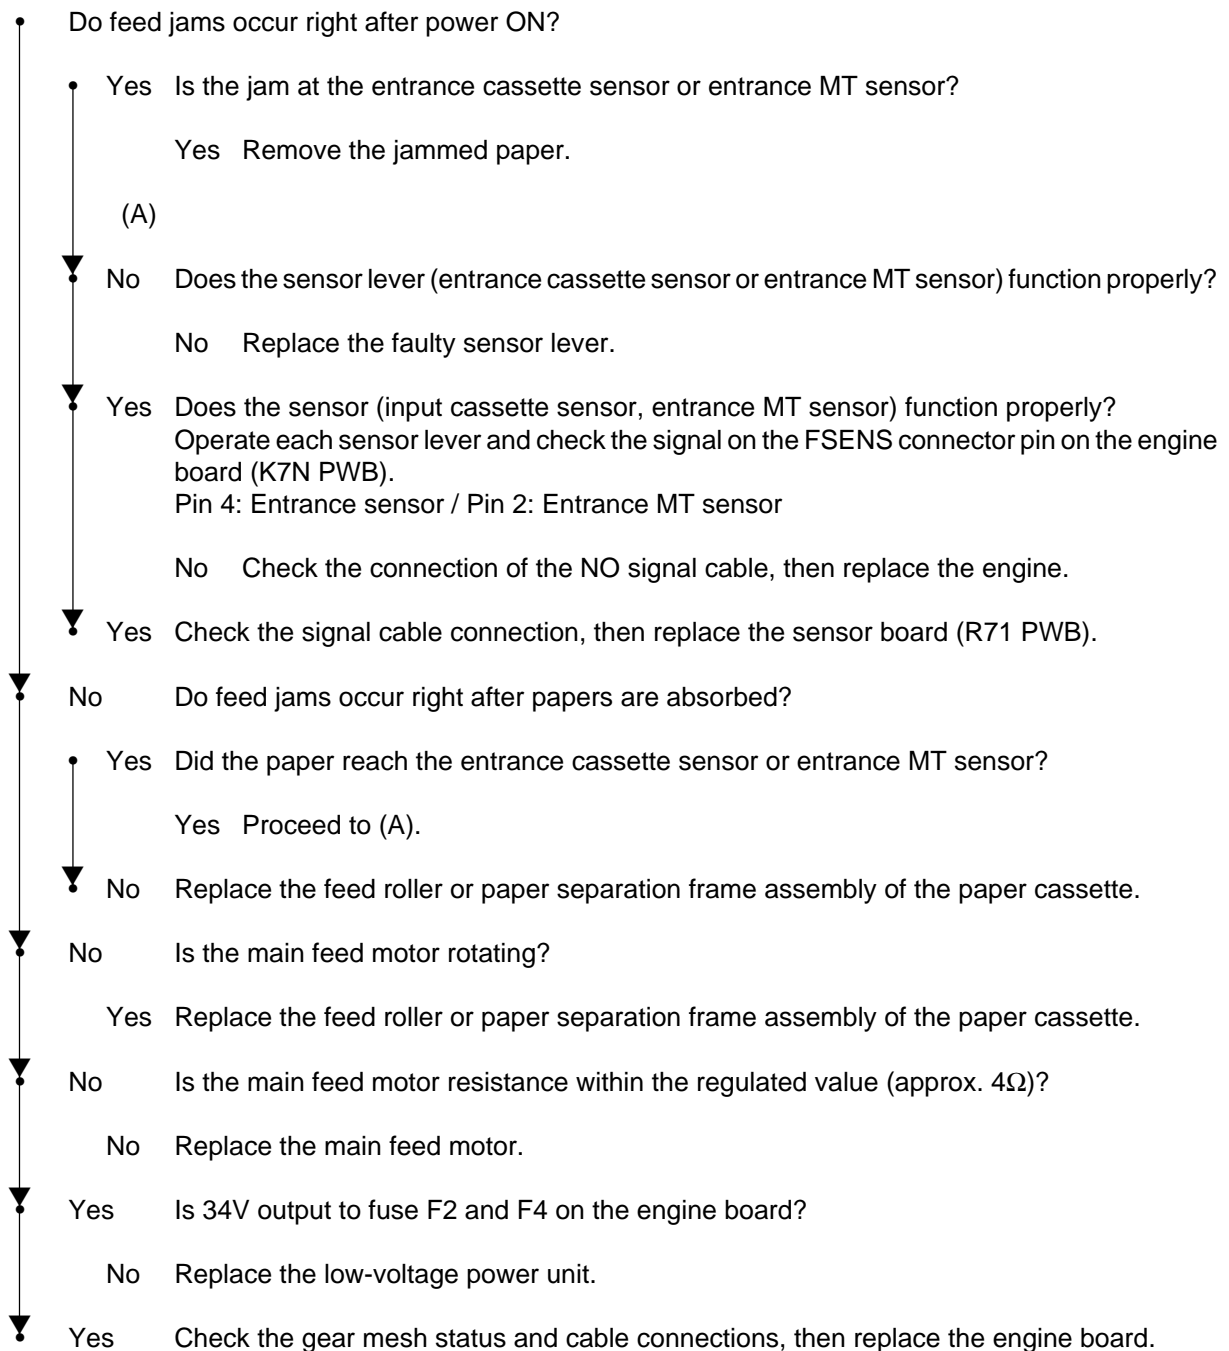 Do feed jams occur right after power ON?
Yes Is the jam at the entrance cassette sensor or entrance MT sensor?
Yes Remove the jammed paper.
(A)
No Does the sensor lever (entrance cassette sensor or entrance MT sensor) function properly?
No Replace the faulty sensor lever.
Yes Does the sensor (input cassette sensor, entrance MT sensor) function properly?
Operate each sensor lever and check the signal on the FSENS connector pin on the engine
board (K7N PWB).
Pin 4: Entrance sensor / Pin 2: Entrance MT sensor
No Check the connection of the NO signal cable, then replace the engine.
Yes Check the signal cable connection, then replace the sensor board (R71 PWB).
No Do feed jams occur right after papers are absorbed?
Yes Did the paper reach the entrance cassette sensor or entrance MT sensor?
Yes Proceed to (A).
No Replace the feed roller or paper separation frame assembly of the paper cassette.
No Is the main feed motor rotating?
Yes Replace the feed roller or paper separation frame assembly of the paper cassette.
No Is the main feed motor resistance within the regulated value (approx. 4Ω)?
No Replace the main feed motor.
Yes Is 34V output to fuse F2 and F4 on the engine board?
No Replace the low-voltage power unit.
Yes Check the gear mesh status and cable connections, then replace the engine board.